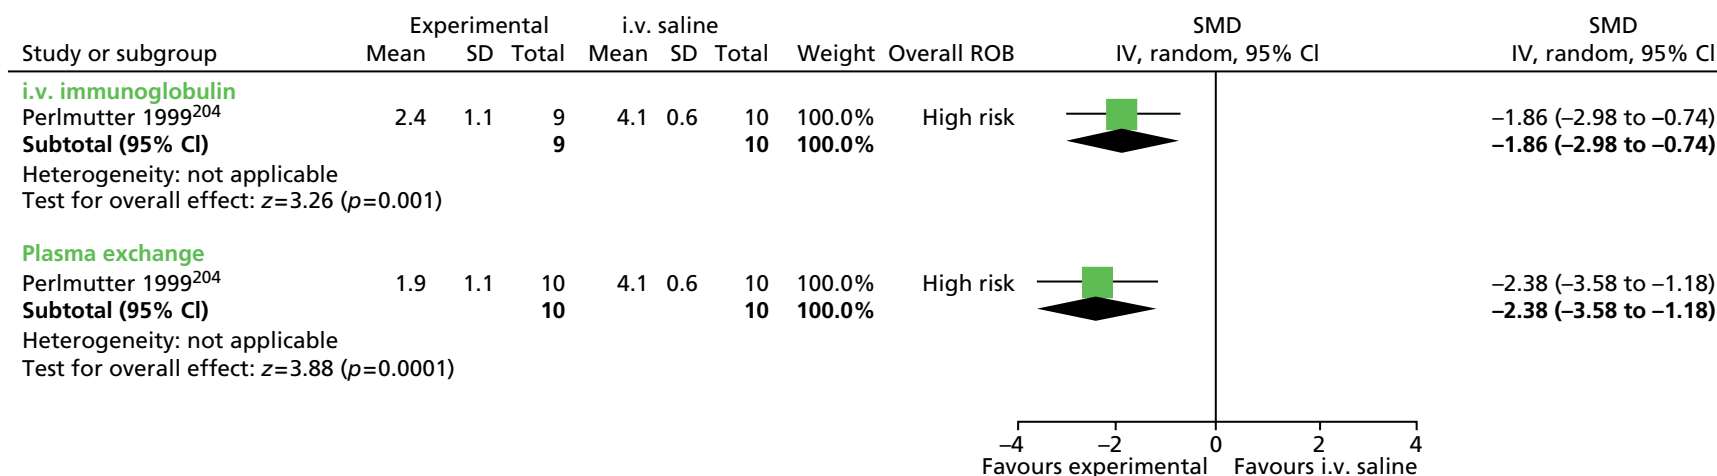 Experimental i.v. saline SMD SMD
Study or subgroup Mean SD Total Mean SD Total Weight Overall ROB IV, random, 95% CI IV, random, 95% CI
i.v. immunoglobulin
Perlmutter 1999204 2.4 1.1 9 4.1 0.6 10 100.0% High risk –1.86 (–2.98 to –0.74)
Subtotal (95% CI) 9 10 100.0% –1.86 (–2.98 to –0.74)
Heterogeneity: not applicable
Test for overall effect: z=3.26 (p=0.001)
Plasma exchange
Perlmutter 1999204 1.9 1.1 10 4.1 0.6 10 100.0% High risk –2.38 (–3.58 to –1.18)
Subtotal (95% CI) 10 10 100.0% –2.38 (–3.58 to –1.18)
Heterogeneity: not applicable
Test for overall effect: z=3.88 (p=0.0001)
–4 –2 0 2 4
Favours experimental Favours i.v. saline